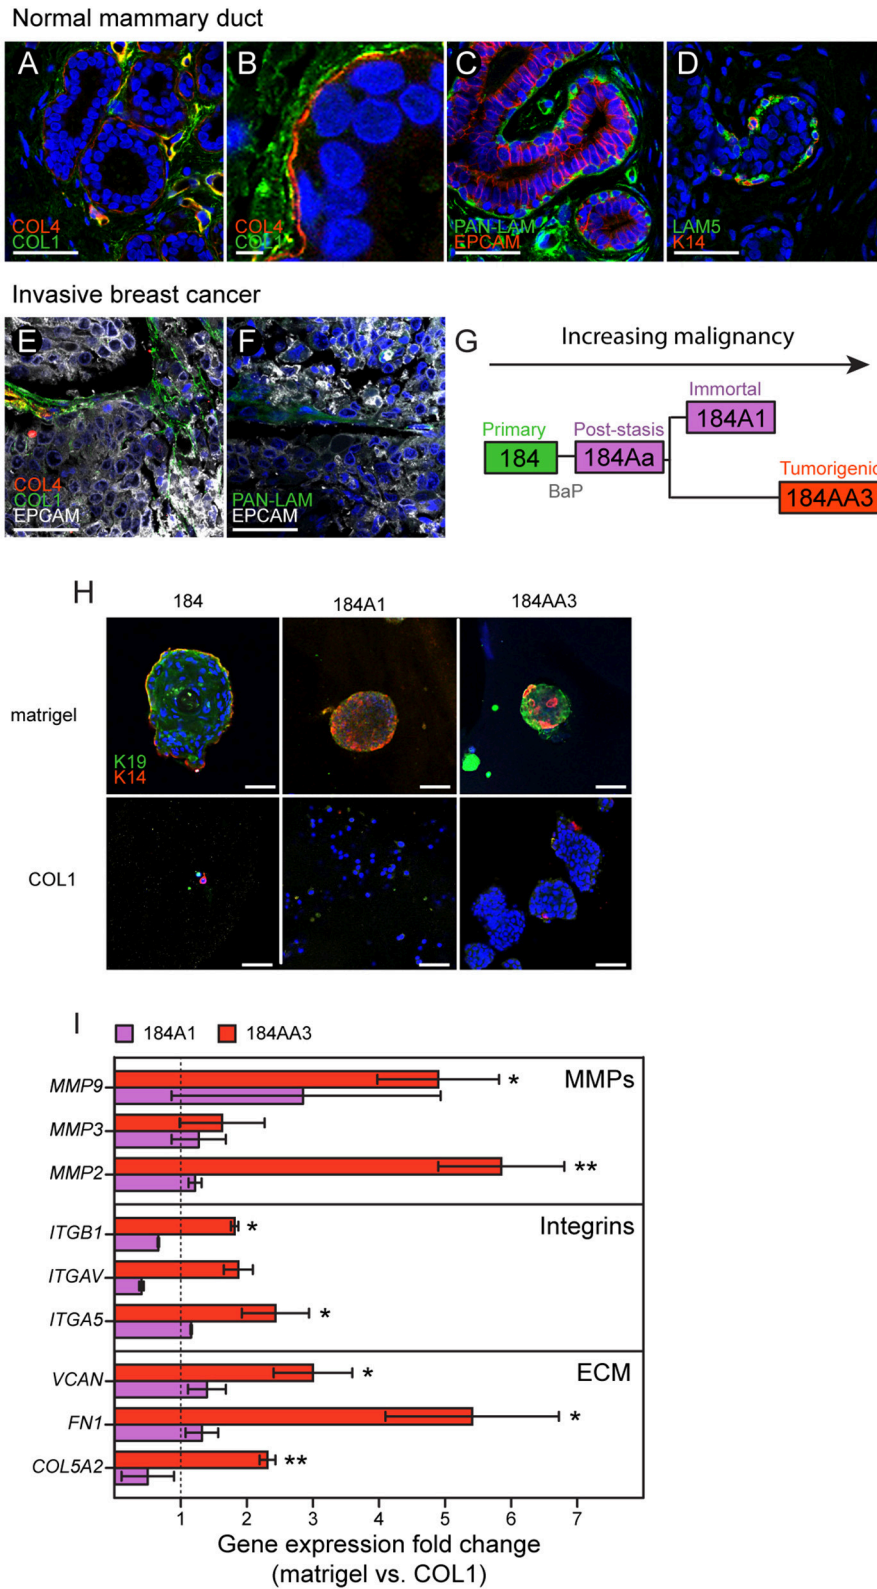 Normal mammary duct
A
B
C
D
COL4
COL1
COL4
COL1
PAN-LAM
EPCAM
LAM5
K14
Invasive breast cancer
E
F
G
COL4
COL1
EPCAM
PAN-LAM
EPCAM
Increasing malignancy
Immortal
184A1
Primary
Post-stasis
184
184Aa
Tumorigenic
BaP
184AA3
H
184
184A1
184AA3
matrigel
K19
K14
COL1
I
184A1
184AA3
MMPs
MMP9
*
MMP3
MMP2
**
Integrins
ITGB1
*
ITGAV
ITGA5
*
ECM
VCAN
*
FN1
*
COL5A2
**
1 2 3 4 5 6 7
Gene expression fold change
(matrigel vs. COL1)